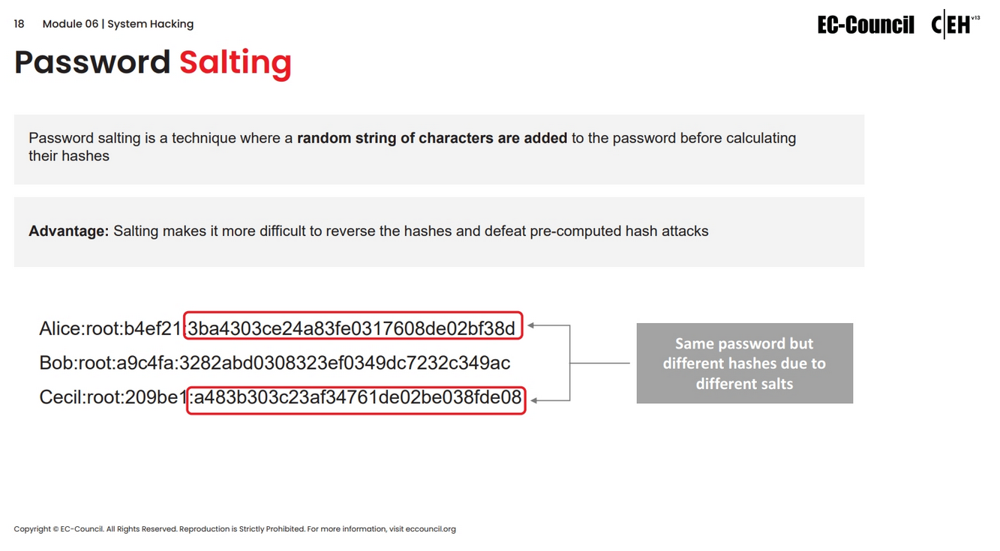 18 Module 06 | System Hacking
EC-Council C|EH v13
Password Salting
Password salting is a technique where a random string of characters are added to the password before calculating
their hashes
Advantage: Salting makes it more difficult to reverse the hashes and defeat pre-computed hash attacks
Alice:root:b4ef21:3ba4303ce24a83fe0317608de02bf38d
Bob:root:a9c4fa:3282abd0308323ef0349dc7232c349ac
Cecil:root:209be1:a483b303c23af34761de02be038fde08
Same password but
different hashes due to
different salts
Copyright © EC-Council. All Rights Reserved. Reproduction is Strictly Prohibited. For more information, visit eccouncil.org